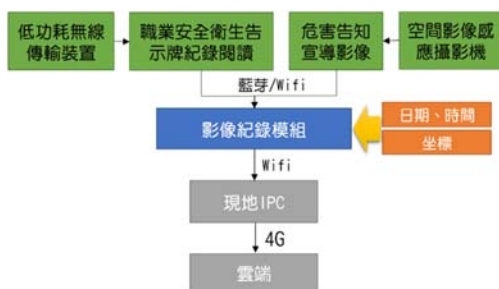 低功耗無線
傳輸裝置
職業安全衛生告
示牌紀錄閱讀
危害告知
宣導影像
空間影像感
應攝影機
藍芽/Wifi
影像紀錄模組
日期、時間
坐標
Wifi
現地IPC
4G
雲端